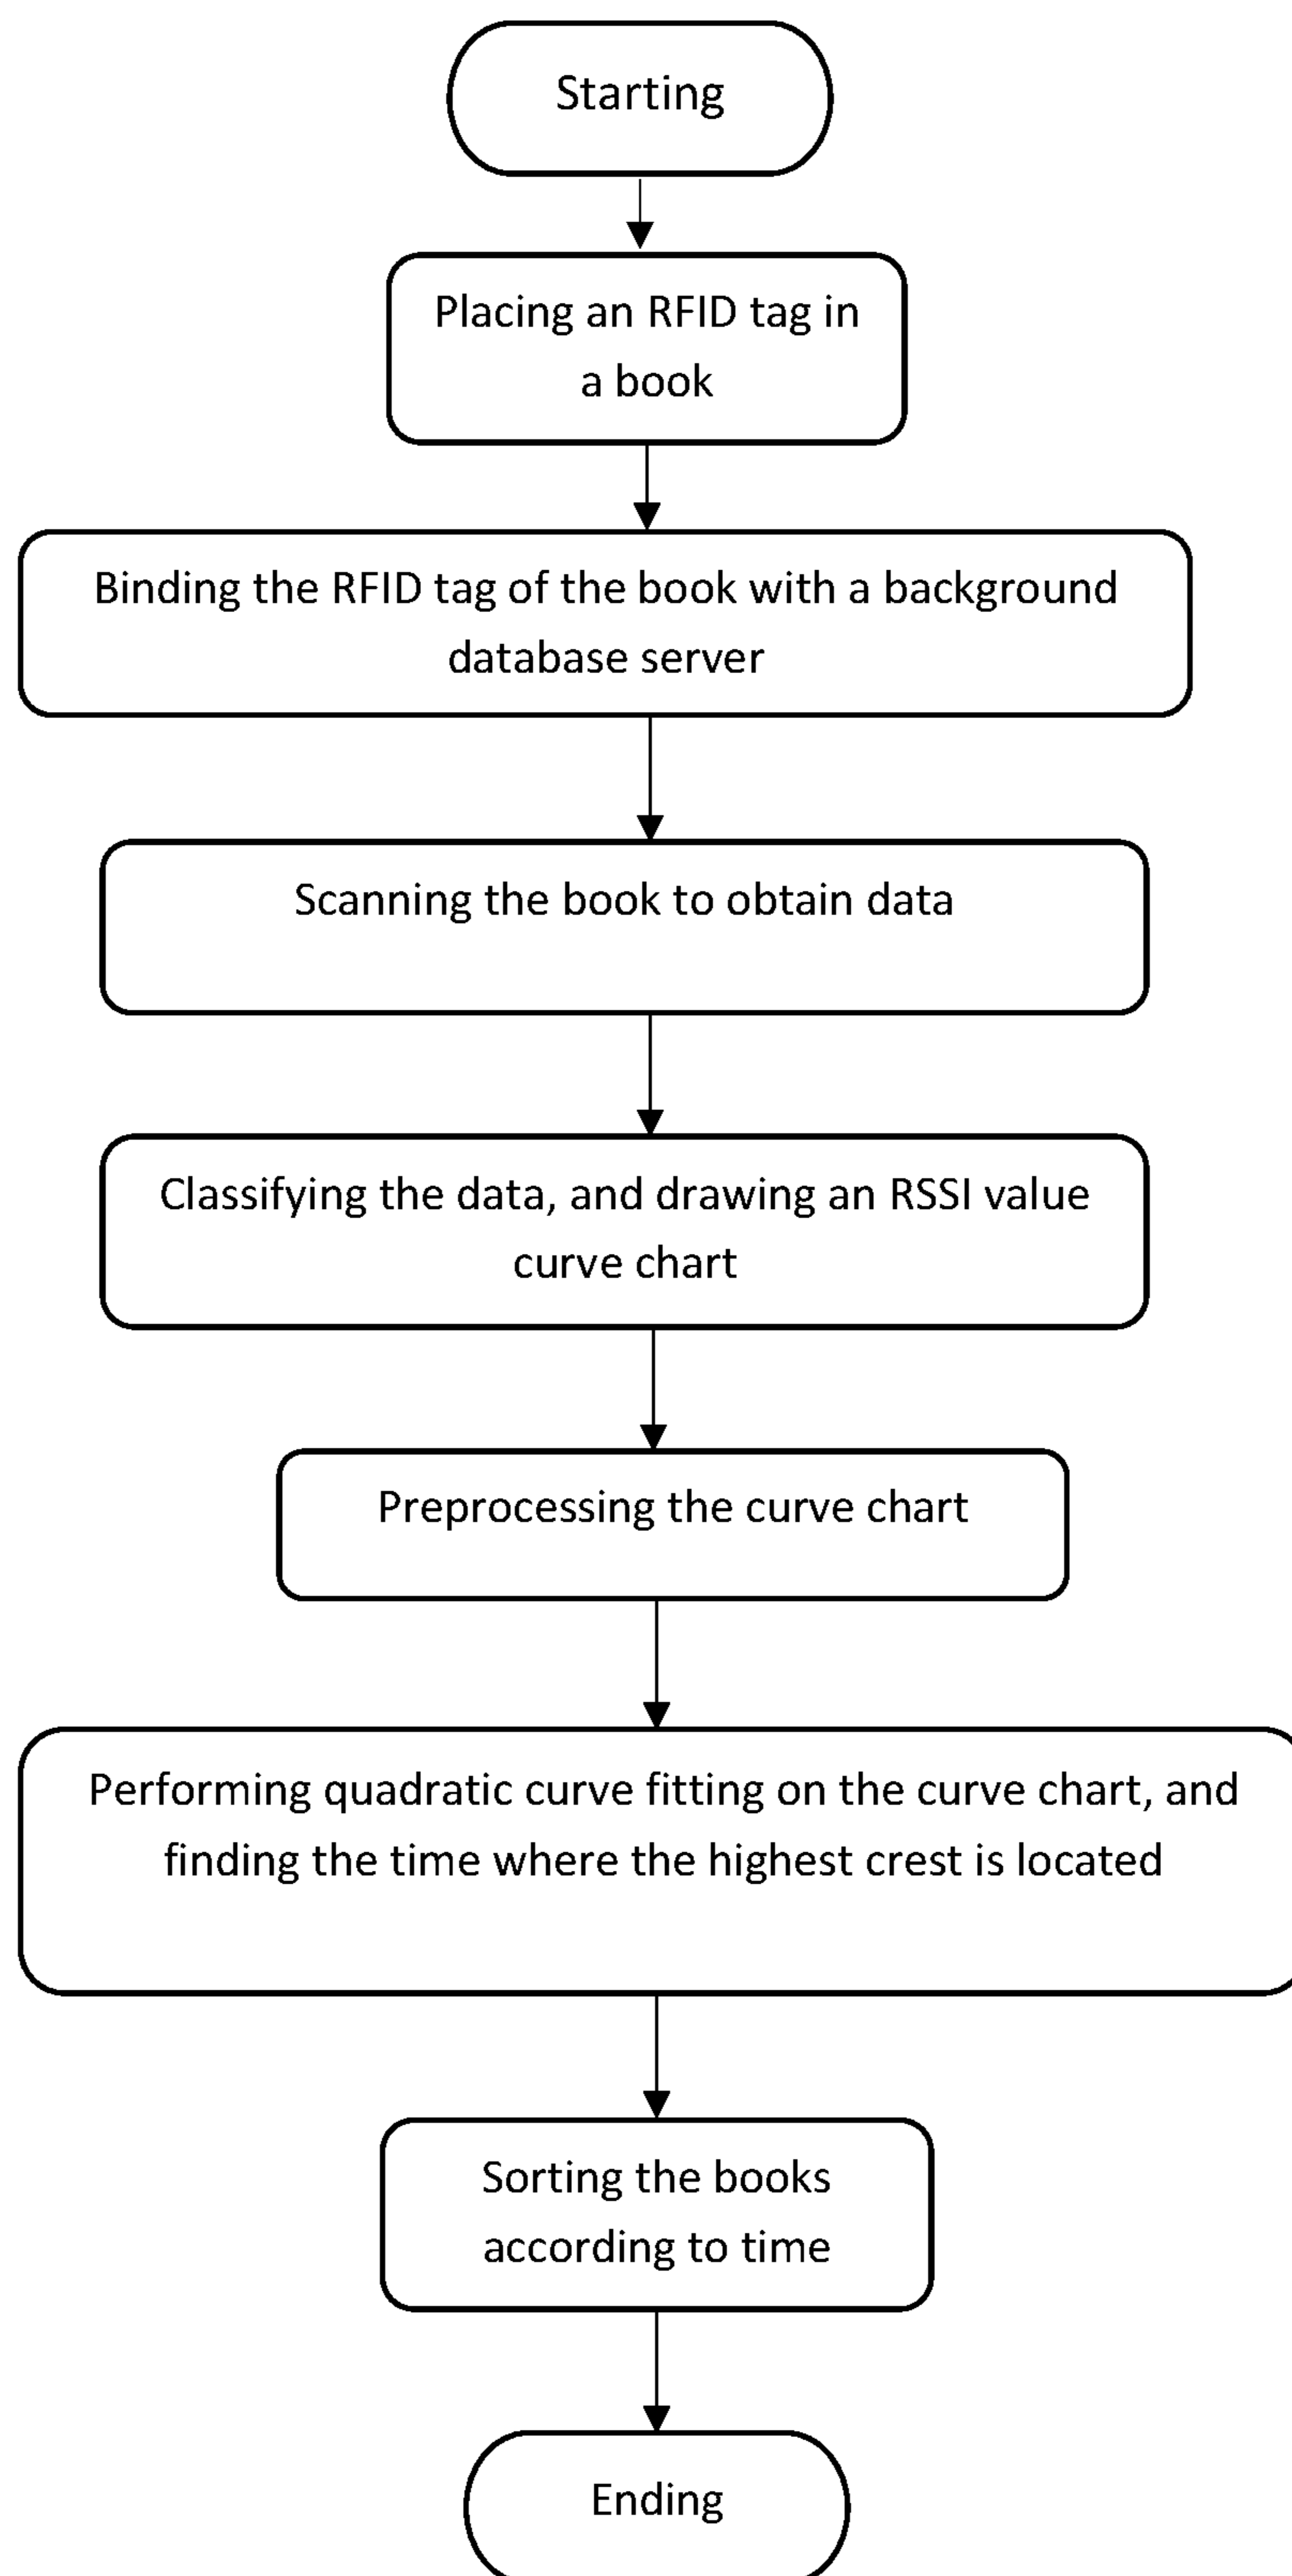 Starting
Placing an RFID tag in
a book
Binding the RFID tag of the book with a background
database server
Scanning the book to obtain data
Classifying the data, and drawing an RSSI value
curve chart
Preprocessing the curve chart
Performing quadratic curve fitting on the curve chart, and
finding the time where the highest crest is located
Sorting the books
according to time
Ending